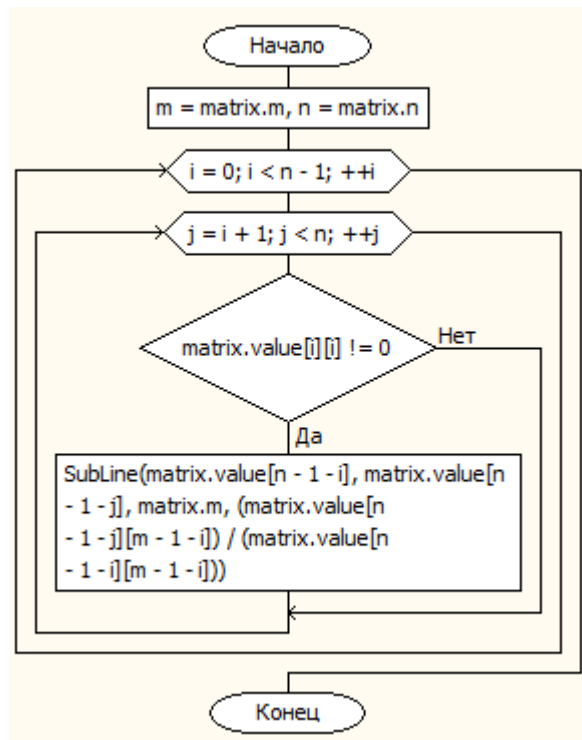 Начало
m = matrix.m, n = matrix.n
i = 0; i < n - 1; ++i
j = i + 1; j < n; ++j
matrix.value[i][i] != 0
Нет
Да
SubLine(matrix.value[n - 1 - i], matrix.value[n
- 1 - j], matrix.m, (matrix.value[n
- 1 - j][m - 1 - i]) / (matrix.value[n
- 1 - i][m - 1 - i]))
Конец